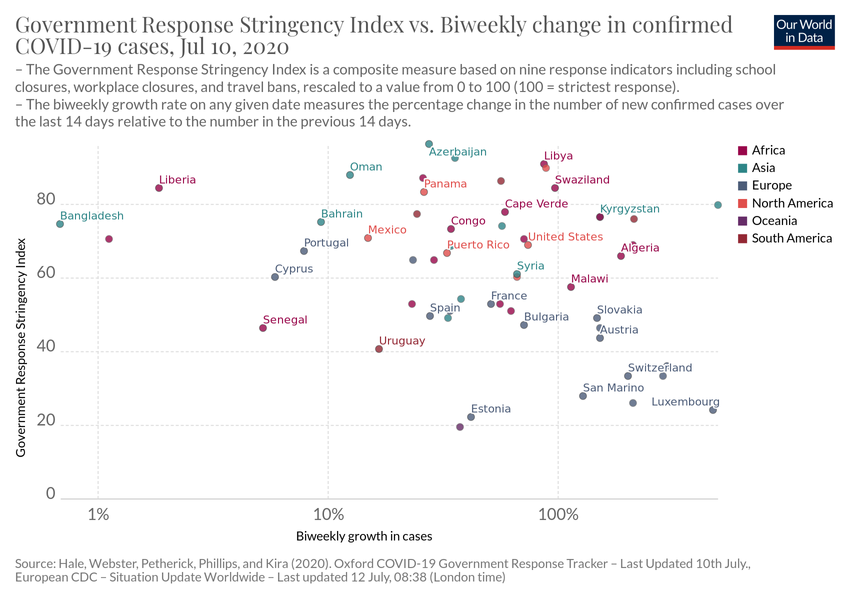 Government Response Stringency Index vs. Biweekly change in confirmed
COVID-19 cases, Jul 10, 2020
Our World
in Data
– The Government Response Stringency Index is a composite measure based on nine response indicators including school
closures, workplace closures, and travel bans, rescaled to a value from 0 to 100 (100 = strictest response).
– The biweekly growth rate on any given date measures the percentage change in the number of new confirmed cases over
the last 14 days relative to the number in the previous 14 days.
Azerbaijan
Libya
Oman
Liberia
Panama
Swaziland
80
Bangladesh
Bahrain
Cape Verde
Kyrgyzstan
Congo
Mexico
United States
Portugal
Puerto Rico
Algeria
60
Cyprus
Syria
Malawi
France
Spain
Slovakia
Senegal
Bulgaria
Austria
40
Uruguay
Switzerland
San Marino
Luxembourg
Estonia
20
0
1%
10%
100%
Government Response Stringency Index
Biweekly growth in cases
Africa
Asia
Europe
North America
Oceania
South America
Source: Hale, Webster, Petherick, Phillips, and Kira (2020). Oxford COVID-19 Government Response Tracker – Last Updated 10th July.,
European CDC – Situation Update Worldwide – Last updated 12 July, 08:38 (London time)